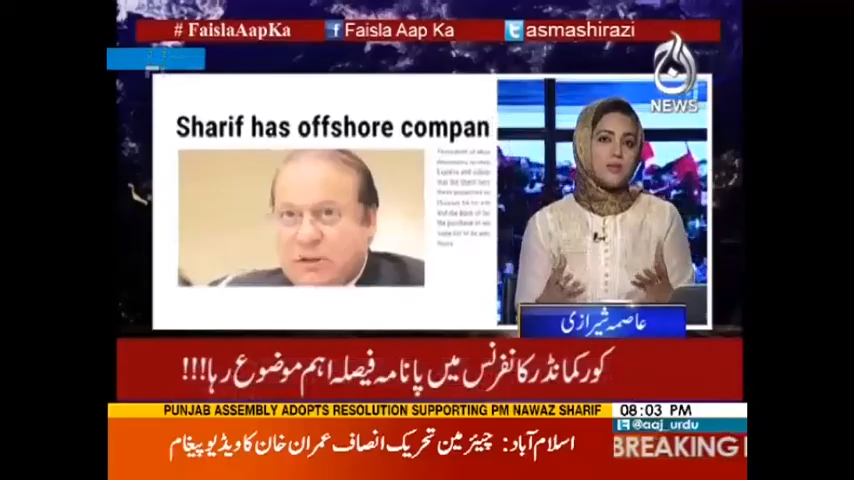 # FaislaAapKa
Faisla Aap Ka
asmashirazi
آج
NEWS
Sharif has offshore compan
عاصمہ شیرازی
کور کمانڈر کانفرنس میں پانامہ فیصلہ اہم موضوع رہا!!!
PUNJAB ASSEMBLY ADOPTS RESOLUTION SUPPORTING PM NAWAZ SHARIF
08:03 PM
@aaj_urdu
اسلام آباد: چیئرمین تحریک انصاف عمران خان کا ویڈیو پیغام
BREAKING